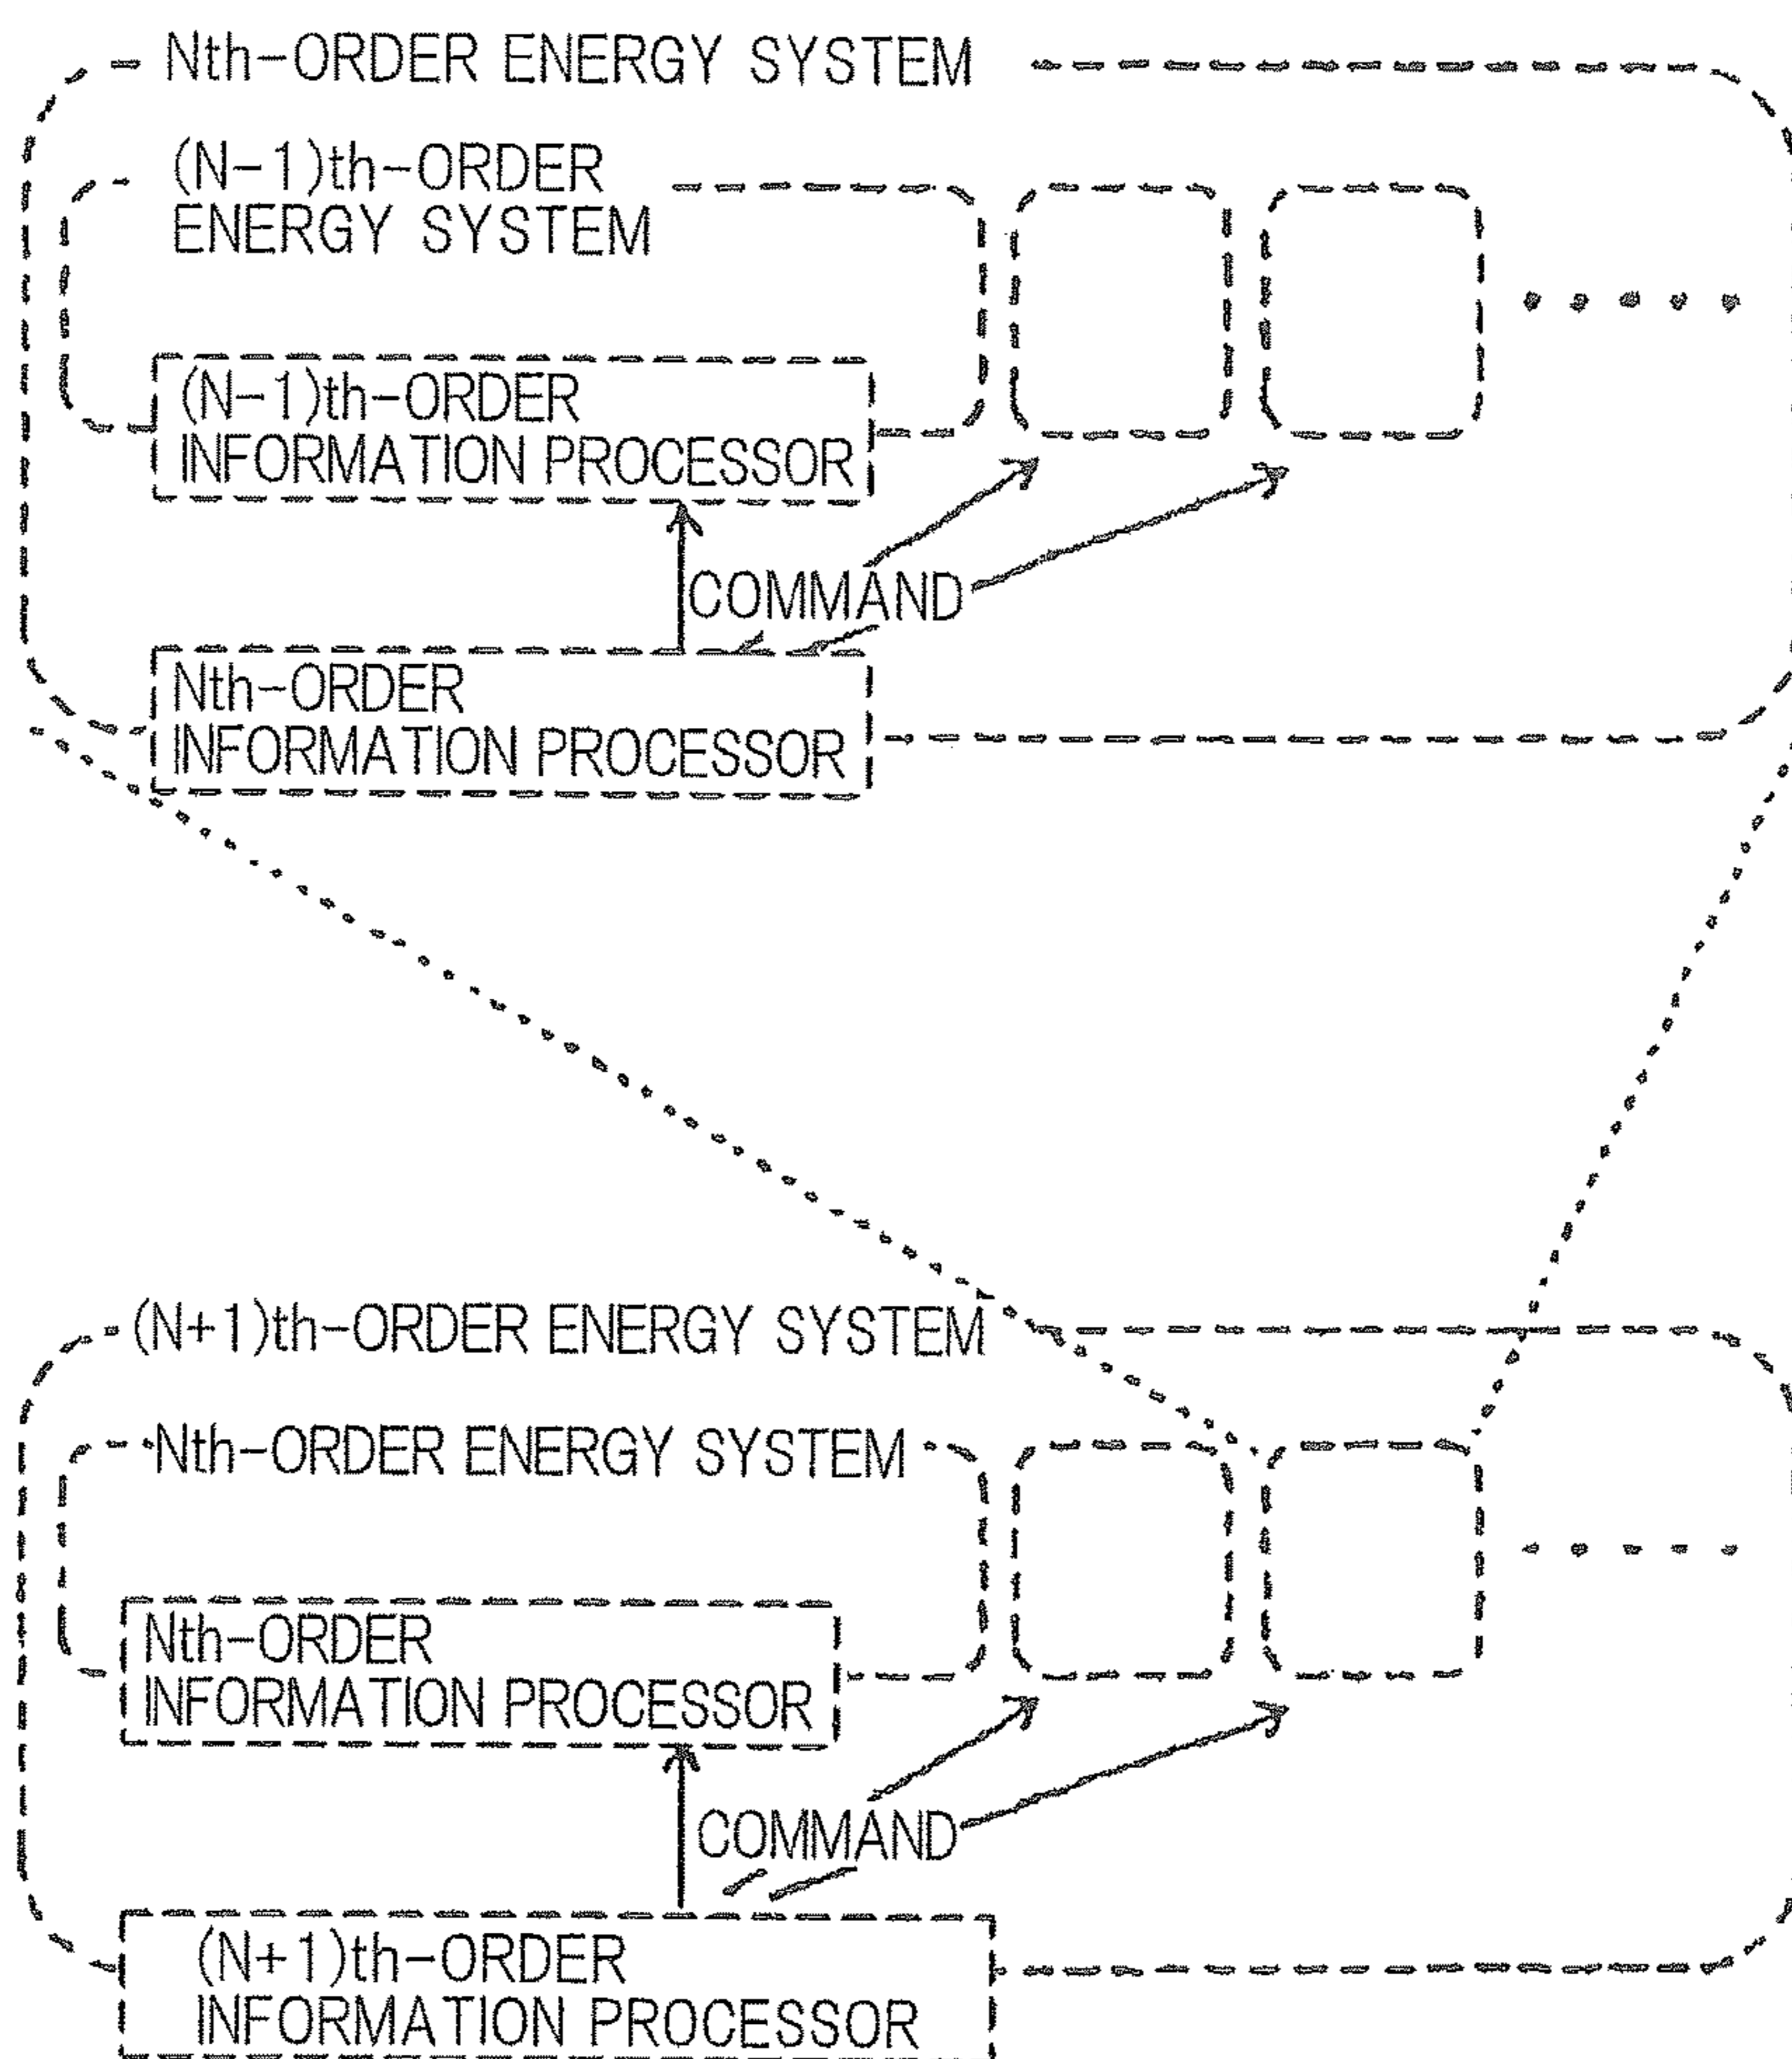 Nth-ORDER ENERGY SYSTEM
(N-1)th-ORDER
ENERGY SYSTEM
(N-1)th-ORDER
INFORMATION PROCESSOR
COMMAND
Nth-ORDER
INFORMATION PROCESSOR
(N+1)th-ORDER ENERGY SYSTEM
Nth-ORDER ENERGY SYSTEM
Nth-ORDER
INFORMATION PROCESSOR
COMMAND
(N+1)th-ORDER
INFORMATION PROCESSOR